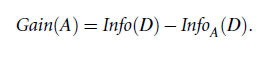 Gain(A) = Info(D) − Info_A(D).